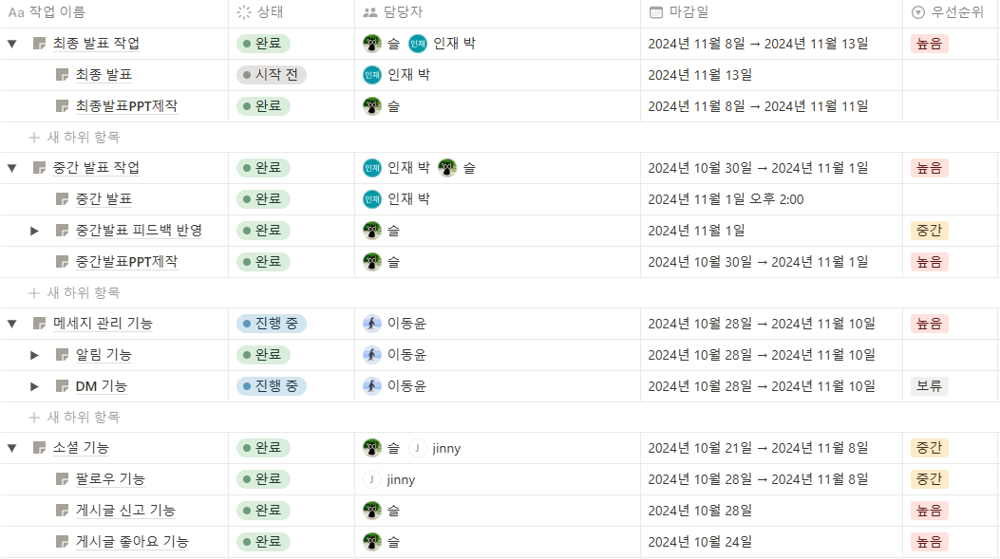 Aa 작업 이름 상태 담당자 마감일 우선순위
최종 발표 작업 완료 슬 인재 인재 박 2024년 11월 8일 → 2024년 11월 13일 높음
최종 발표 시작 전 인재 인재 박 2024년 11월 13일
최종발표PPT제작 완료 슬 2024년 11월 8일 → 2024년 11월 11일
+ 새 하위 항목
중간 발표 작업 완료 인재 인재 박 슬 2024년 10월 30일 → 2024년 11월 1일 높음
중간 발표 완료 인재 인재 박 2024년 11월 1일 오후 2:00
중간발표 피드백 반영 완료 슬 2024년 11월 1일 중간
중간발표PPT제작 완료 슬 2024년 10월 30일 → 2024년 11월 1일 높음
+ 새 하위 항목
메세지 관리 기능 진행 중 이동윤 2024년 10월 28일 → 2024년 11월 10일 높음
알림 기능 완료 이동윤 2024년 10월 28일 → 2024년 11월 10일
DM 기능 진행 중 이동윤 2024년 10월 28일 → 2024년 11월 10일 보류
+ 새 하위 항목
소셜 기능 완료 슬 J jinny 2024년 10월 21일 → 2024년 11월 8일 중간
팔로우 기능 완료 J jinny 2024년 10월 28일 → 2024년 11월 8일 중간
게시글 신고 기능 완료 슬 2024년 10월 28일 높음
게시글 좋아요 기능 완료 슬 2024년 10월 24일 높음